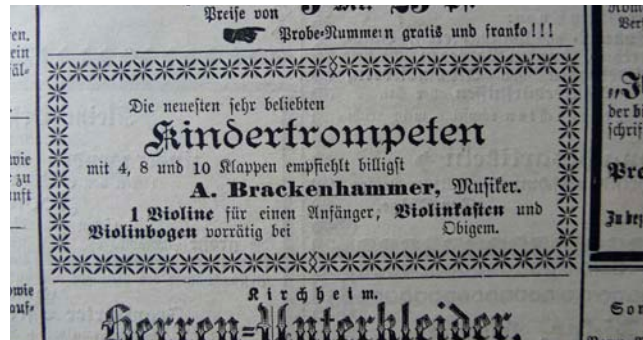 Preise von
Probe-Nummern gratis und franko!!!
Die neuesten sehr beliebten
Kindertrompeten
mit 4, 8 und 10 Klappen empfiehlt billigst
A. Brackenhammer, Musiker.
1 Violine für einen Anfänger, Violinkasten und
Violinbogen vorrätig bei Obigem.
Kirchheim.
Herren-Unterkleider,